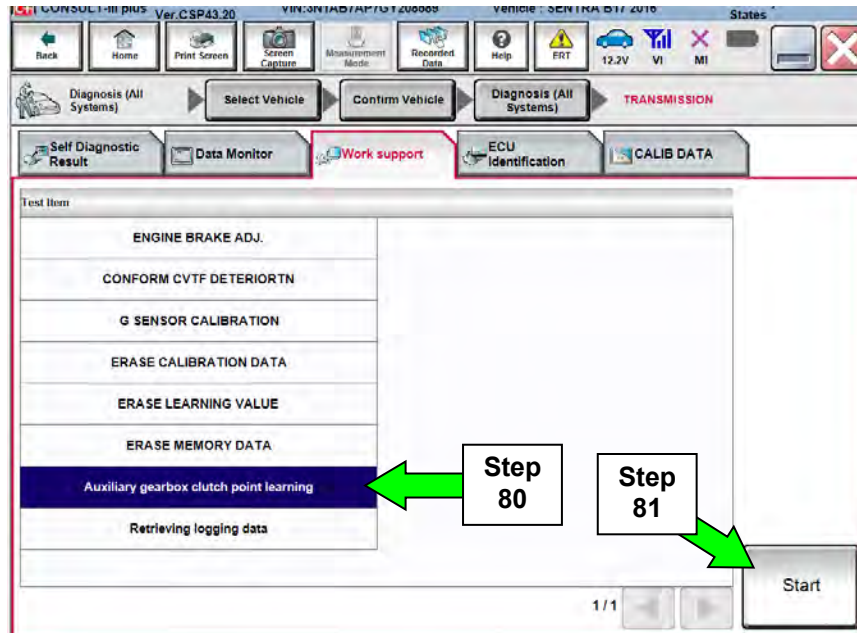 CONSULT-III plus Ver.CSP43.20 VIN:3N1AB7AP7GY208689 Vehicle : SENTRA B17 2016 States
Back
Home
Print Screen
Screen Capture
Measurement Mode
Recorded Data
Help
ERT
12.2V
VI
MI
Diagnosis (All Systems)
Select Vehicle
Confirm Vehicle
Diagnosis (All Systems)
TRANSMISSION
Self Diagnostic Result
Data Monitor
Work support
ECU Identification
CALIB DATA
Test Item
ENGINE BRAKE ADJ.
CONFORM CVTF DETERIORTN
G SENSOR CALIBRATION
ERASE CALIBRATION DATA
ERASE LEARNING VALUE
ERASE MEMORY DATA
Auxiliary gearbox clutch point learning
Retrieving logging data
Step
80
Step
81
1/1
Start